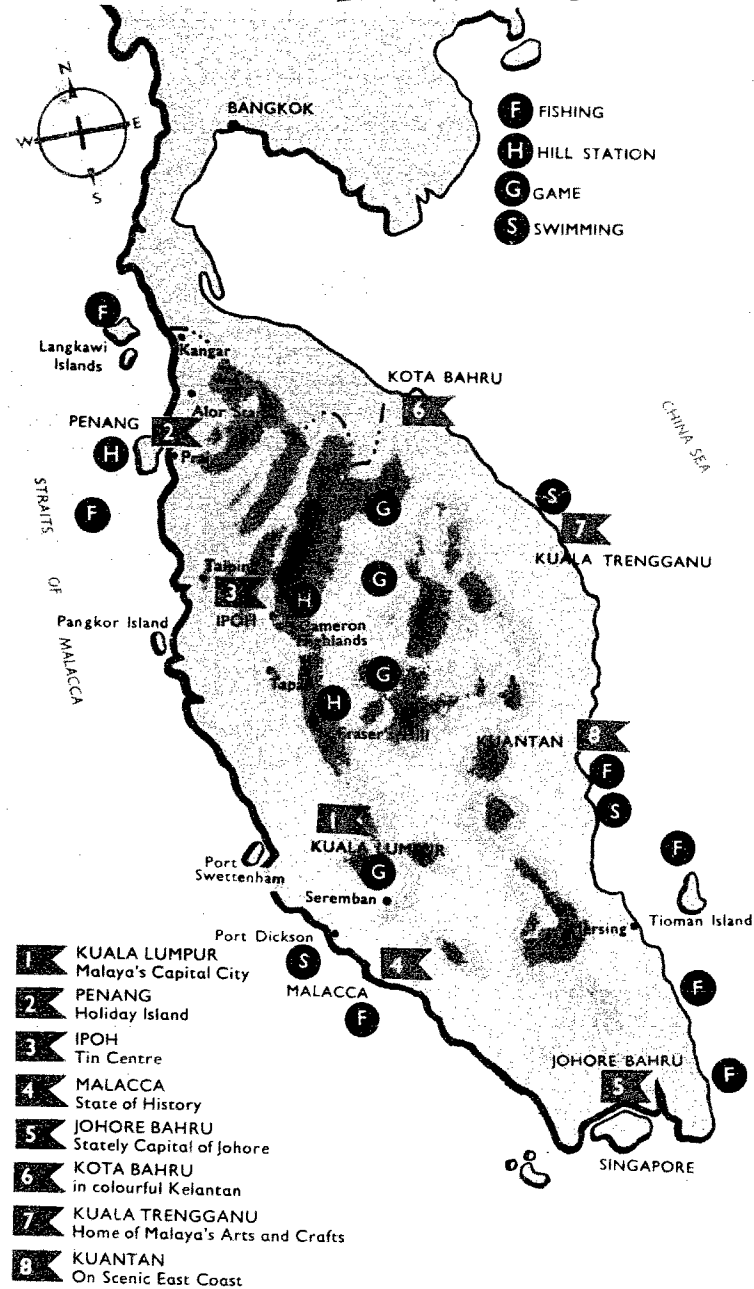 N
W
E
S
BANGKOK
F FISHING
H HILL STATION
G GAME
S SWIMMING
F
Langkawi
Islands
Kangar
KOTA BAHRU
6
Alor
PENANG
2
H
CHINA SEA
F
STRAITS OF MALACCA
G
S
7
KUALA TRENGGANU
Taiping
3
IPOH
G
H
Cameron
Highlands
Pangkor Island
Tapah
G
H
Fraser's Hill
KUANTAN
8
F
S
1
KUALA LUMPUR
G
Port
Swettenham
Seremban
F
Tioman Island
Mersing
Port Dickson
S
4
MALACCA
F
F
JOHORE BAHRU
5
F
SINGAPORE
1 KUALA LUMPUR
Malaya's Capital City
2 PENANG
Holiday Island
3 IPOH
Tin Centre
4 MALACCA
State of History
5 JOHORE BAHRU
Stately Capital of Johore
6 KOTA BAHRU
in colourful Kelantan
7 KUALA TRENGGANU
Home of Malaya's Arts and Crafts
8 KUANTAN
On Scenic East Coast